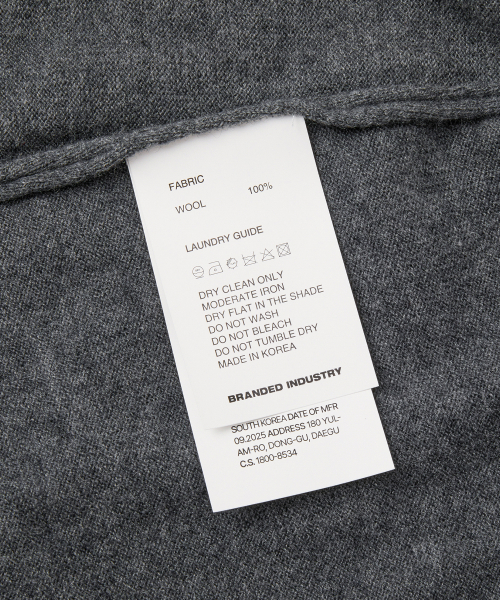 FABRIC
WOOL 100%
LAUNDRY GUIDE
DRY CLEAN ONLY
MODERATE IRON
DRY FLAT IN THE SHADE
DO NOT WASH
DO NOT BLEACH
DO NOT TUMBLE DRY
MADE IN KOREA
BRANDED INDUSTRY
SOUTH KOREA DATE OF MFR
09.2025 ADDRESS 180 YUL-
AM-RO, DONG-GU, DAEGU
C.S. 1800-8534